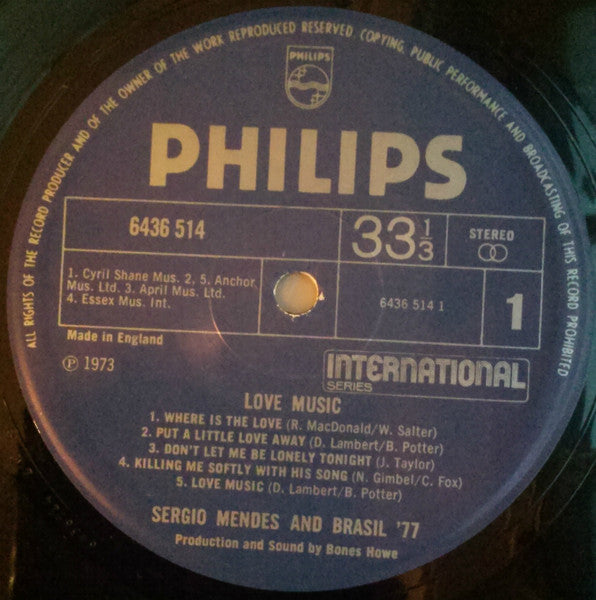 ALL RIGHTS OF THE RECORD PRODUCER AND OF THE OWNER OF THE WORK REPRODUCED RESERVED. COPYING, PUBLIC PERFORMANCE AND BROADCASTING OF THIS RECORD PROHIBITED
PHILIPS
PHILIPS
6436 514
33 1/3
STEREO
1. Cyril Shane Mus. 2, 5. Anchor
Mus. Ltd. 3. April Mus. Ltd.
4. Essex Mus. Int.
6436 514 1
1
Made in England
℗ 1973
INTERNATIONAL
SERIES
LOVE MUSIC
1. WHERE IS THE LOVE (R. MacDonald/W. Salter)
2. PUT A LITTLE LOVE AWAY (D. Lambert/B. Potter)
3. DON'T LET ME BE LONELY TONIGHT (J. Taylor)
4. KILLING ME SOFTLY WITH HIS SONG (N. Gimbel/C. Fox)
5. LOVE MUSIC (D. Lambert/B. Potter)
SERGIO MENDES AND BRASIL '77
Production and Sound by Bones Howe